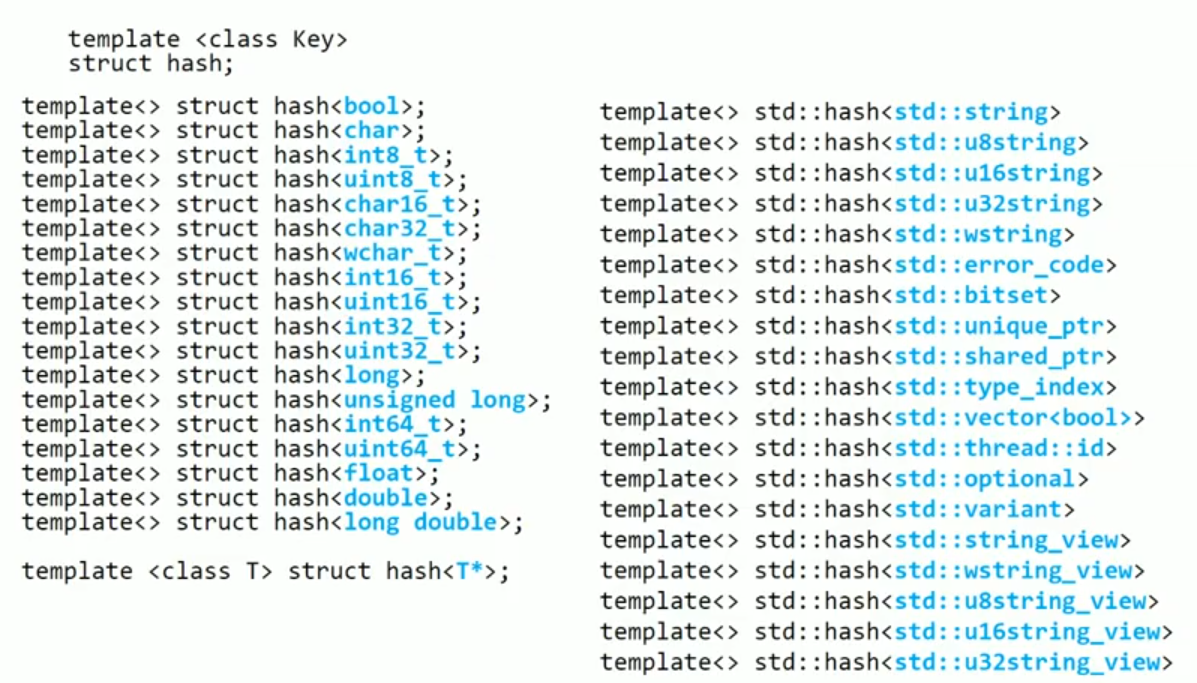 template <class Key>
struct hash;
template<> struct hash<bool>;
template<> struct hash<char>;
template<> struct hash<int8_t>;
template<> struct hash<uint8_t>;
template<> struct hash<char16_t>;
template<> struct hash<char32_t>;
template<> struct hash<wchar_t>;
template<> struct hash<int16_t>;
template<> struct hash<uint16_t>;
template<> struct hash<int32_t>;
template<> struct hash<uint32_t>;
template<> struct hash<long>;
template<> struct hash<unsigned long>;
template<> struct hash<int64_t>;
template<> struct hash<uint64_t>;
template<> struct hash<float>;
template<> struct hash<double>;
template<> struct hash<long double>;
template <class T> struct hash<T*>;
template<> std::hash<std::string>
template<> std::hash<std::u8string>
template<> std::hash<std::u16string>
template<> std::hash<std::u32string>
template<> std::hash<std::wstring>
template<> std::hash<std::error_code>
template<> std::hash<std::bitset>
template<> std::hash<std::unique_ptr>
template<> std::hash<std::shared_ptr>
template<> std::hash<std::type_index>
template<> std::hash<std::vector<bool>>
template<> std::hash<std::thread::id>
template<> std::hash<std::optional>
template<> std::hash<std::variant>
template<> std::hash<std::string_view>
template<> std::hash<std::wstring_view>
template<> std::hash<std::u8string_view>
template<> std::hash<std::u16string_view>
template<> std::hash<std::u32string_view>